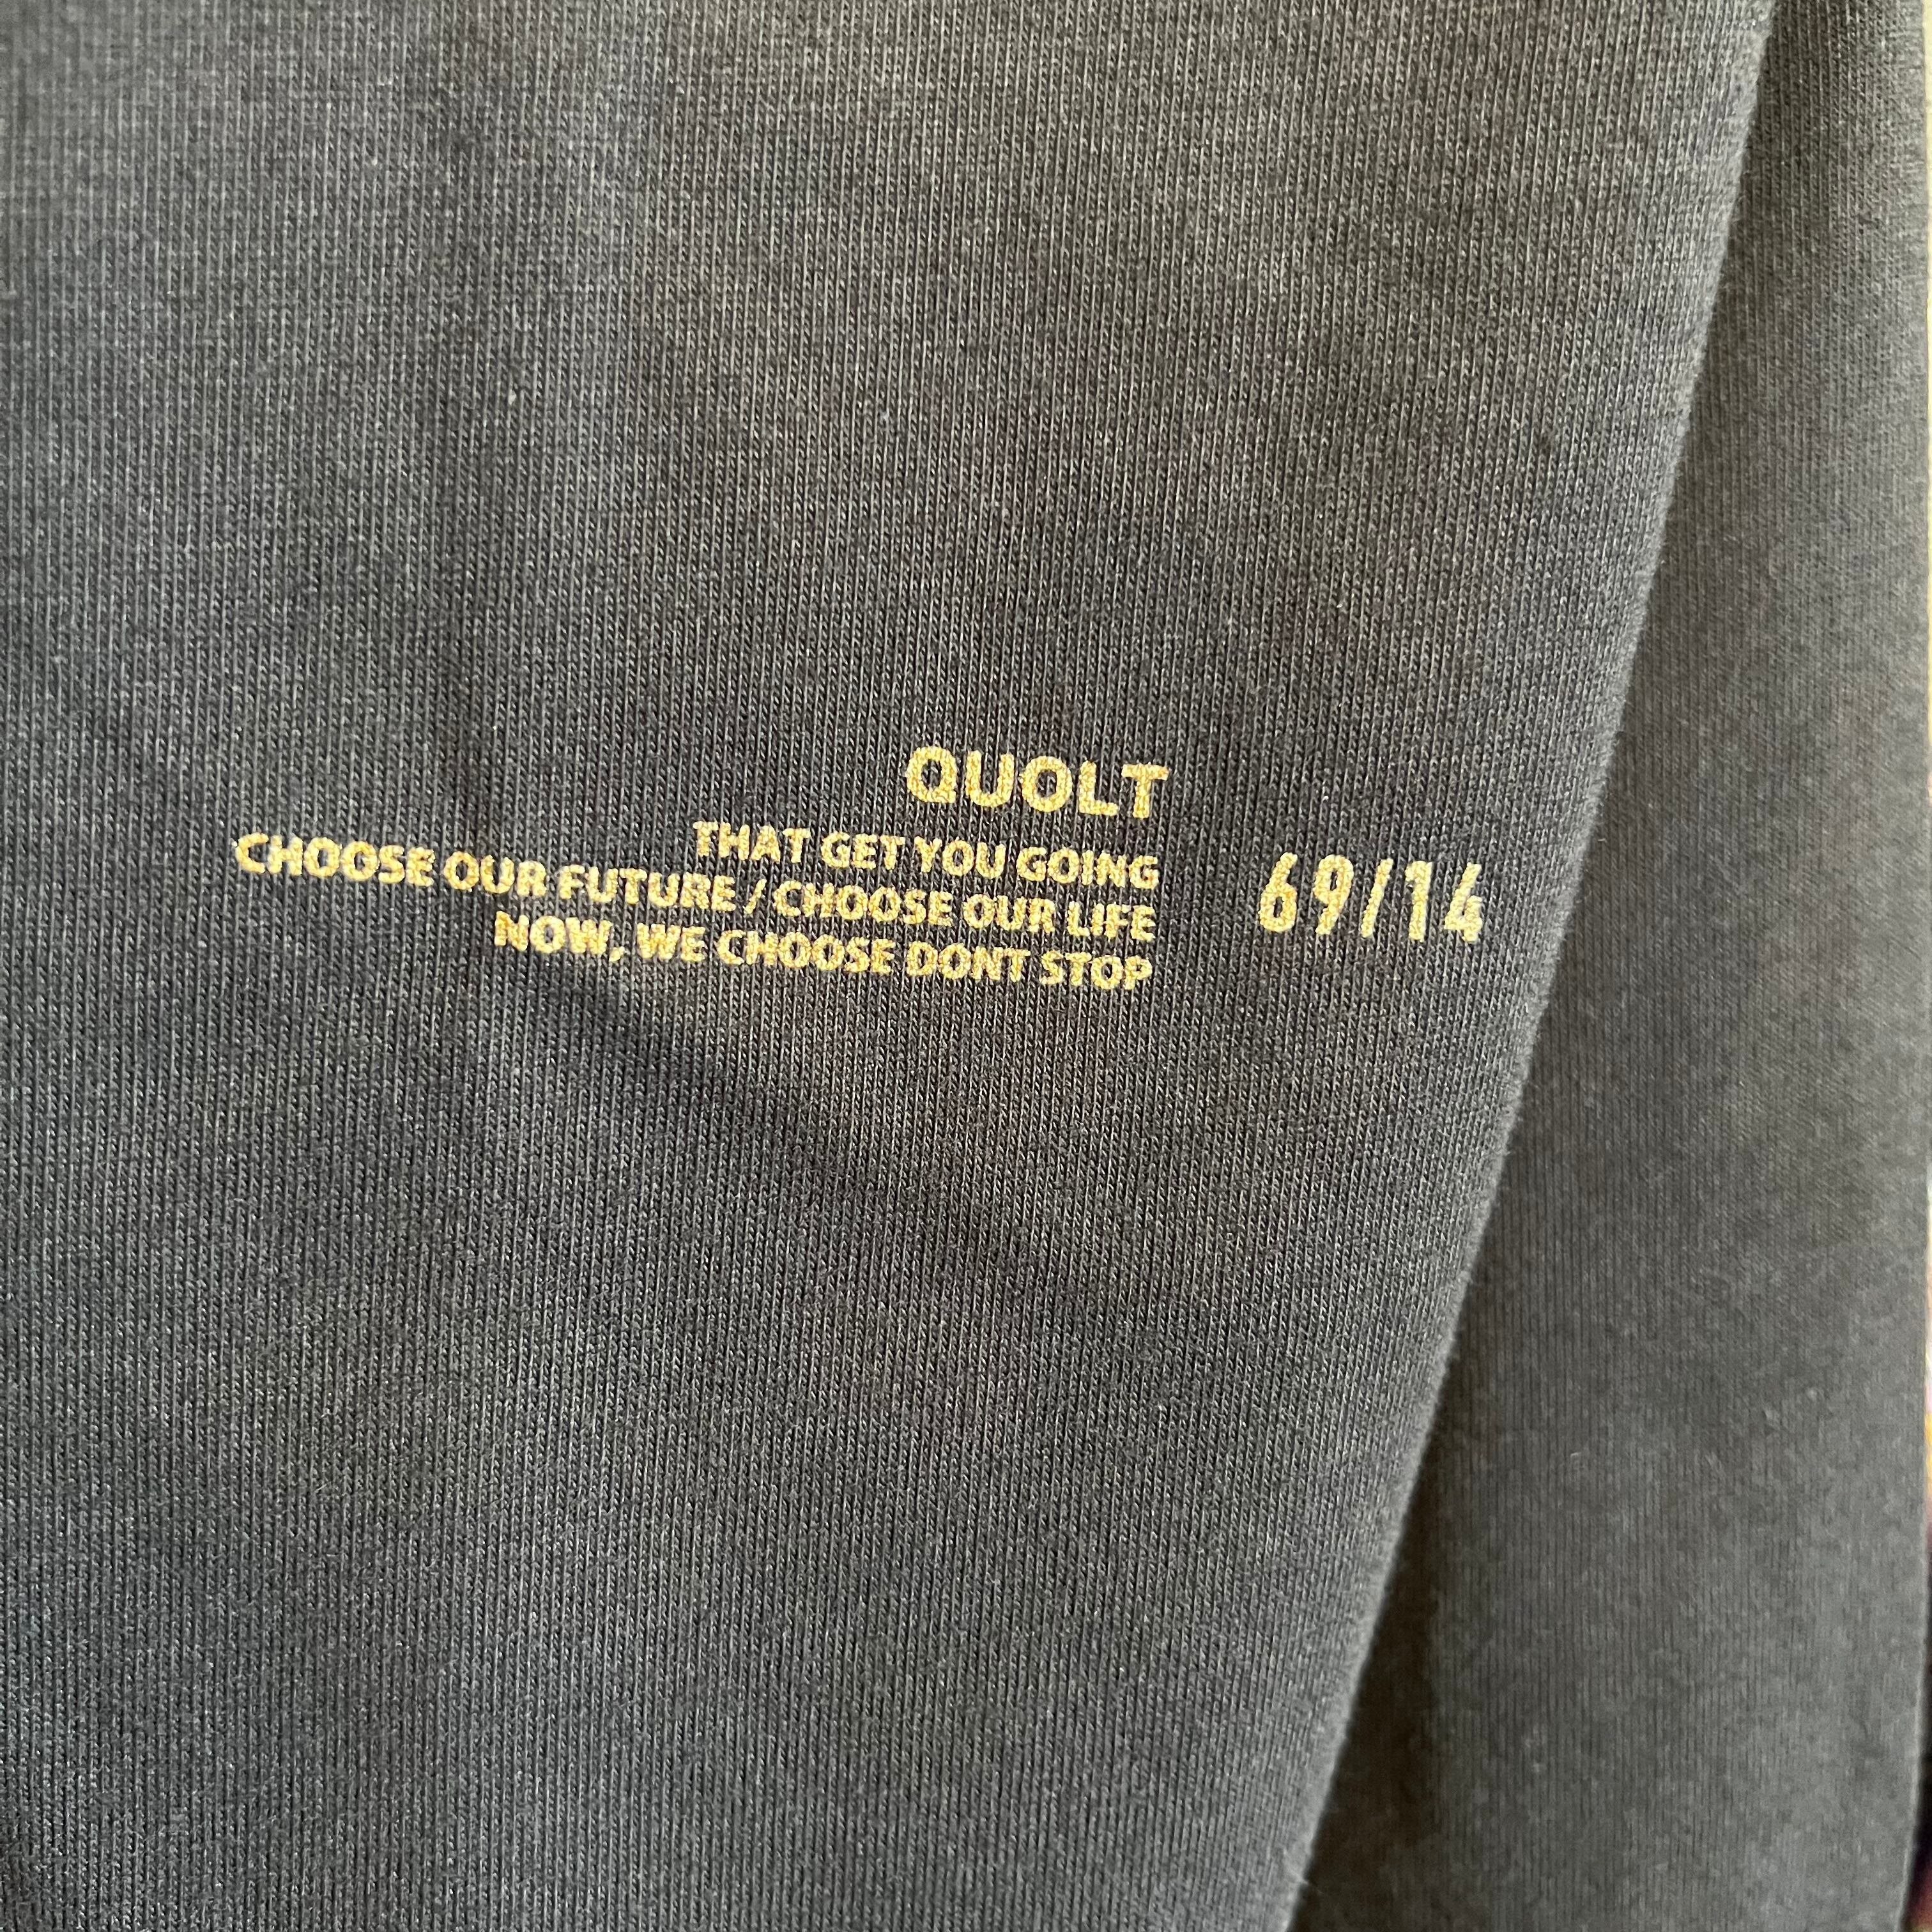 QUOLT
THAT GET YOU GOING
CHOOSE OUR FUTURE / CHOOSE OUR LIFE
NOW, WE CHOOSE DONT STOP
69/14